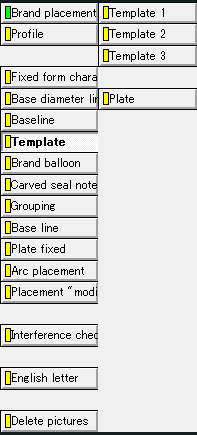 Brand placement
Profile
Fixed form chara
Base diameter lin
Baseline
Template
Brand balloon
Carved seal note
Grouping
Base line
Plate fixed
Arc placement
Placement "modi
Interference chec
English letter
Delete pictures
Template 1
Template 2
Template 3
Plate